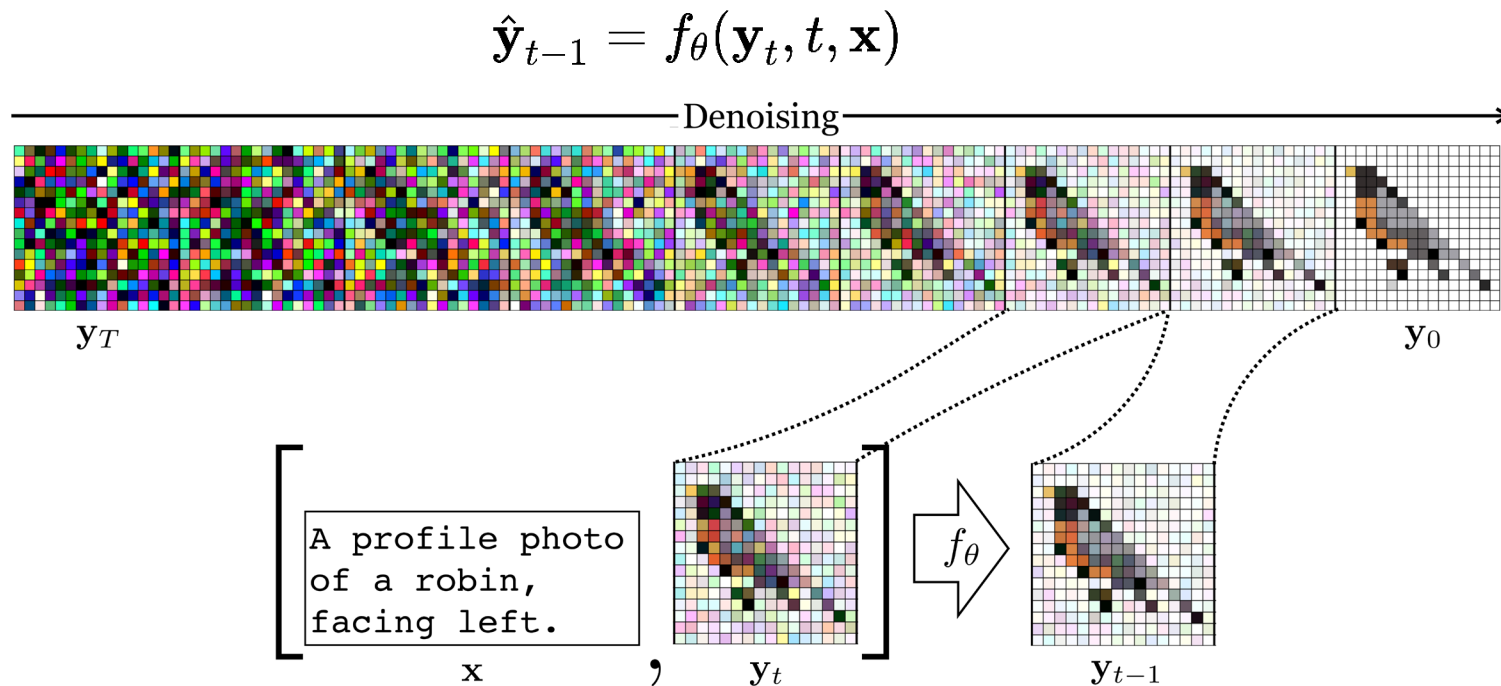 ŷ_{t−1} = f_θ(y_t, t, x)
Denoising
y_T
y_0
A profile photo
of a robin,
facing left.
f_θ
x , y_t
y_{t−1}